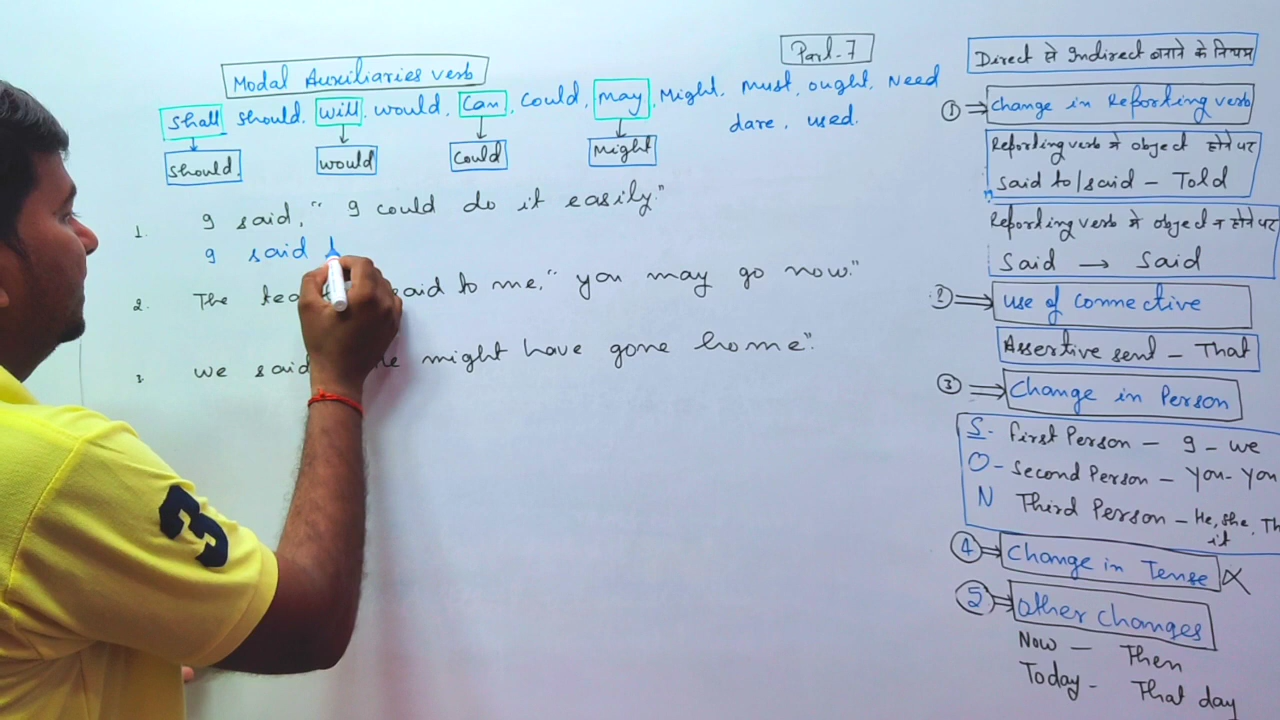 Part-7
Modal Auxiliaries verb
Shall, should, will, would, Can, Could, may, Might, must, ought, Need
dare, used.
should
would
Could
Might
1. I said, "I could do it easily."
I said
2. The said to me, "you may go now."
3 we said might have gone home".
Direct से Indirect बनाने के नियम
① Change in Reporting verb
Reporting verb मे object होने पर
Said to/said - Told
Reporting verb मे object न होने पर
Said → Said
② use of Connective
Assertive sent - That
③ Change in Person
S - First Person - I - we
O - Second Person - You - You
N Third Person - He, she,
it
④ Change in Tense X
⑤ other changes
Now - Then
Today - That day
3